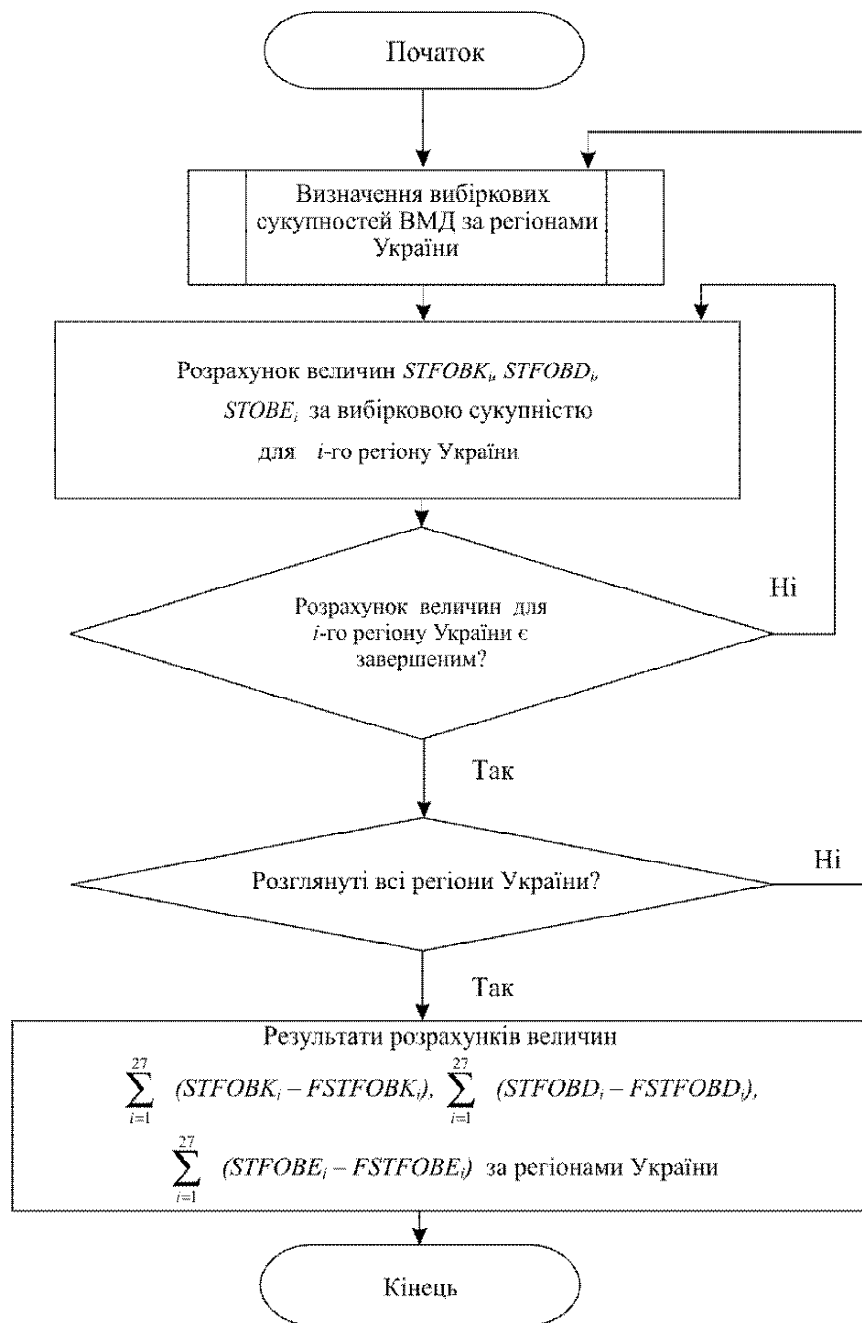 Початок
Визначення вибіркових
сукупностей ВМД за регіонами
України
Розрахунок величин STFOBKᵢ, STFOBDᵢ,
STOBEᵢ за вибірковою сукупністю
для i-го регіону України
Ні
Розрахунок величин для
i-го регіону України є
завершеним?
Так
Ні
Розглянуті всі регіони України?
Так
Результати розрахунків величин
∑_{i=1}^{27} (STFOBKᵢ – FSTFOBKᵢ), ∑_{i=1}^{27} (STFOBDᵢ – FSTFOBDᵢ),
∑_{i=1}^{27} (STFOBEᵢ – FSTFOBEᵢ) за регіонами України
Кінець